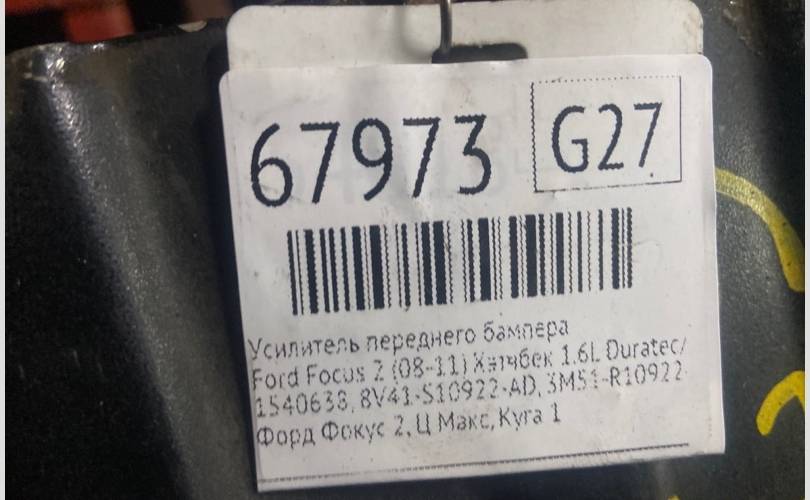 67973
G27
Усилитель переднего бампера
Ford Focus 2 (08-11) Хэтчбек 1.6L Duratec/
1540638, 8V41-S10922-AD, 3M51-R10922
Форд Фокус 2, Ц Макс, Куга 1